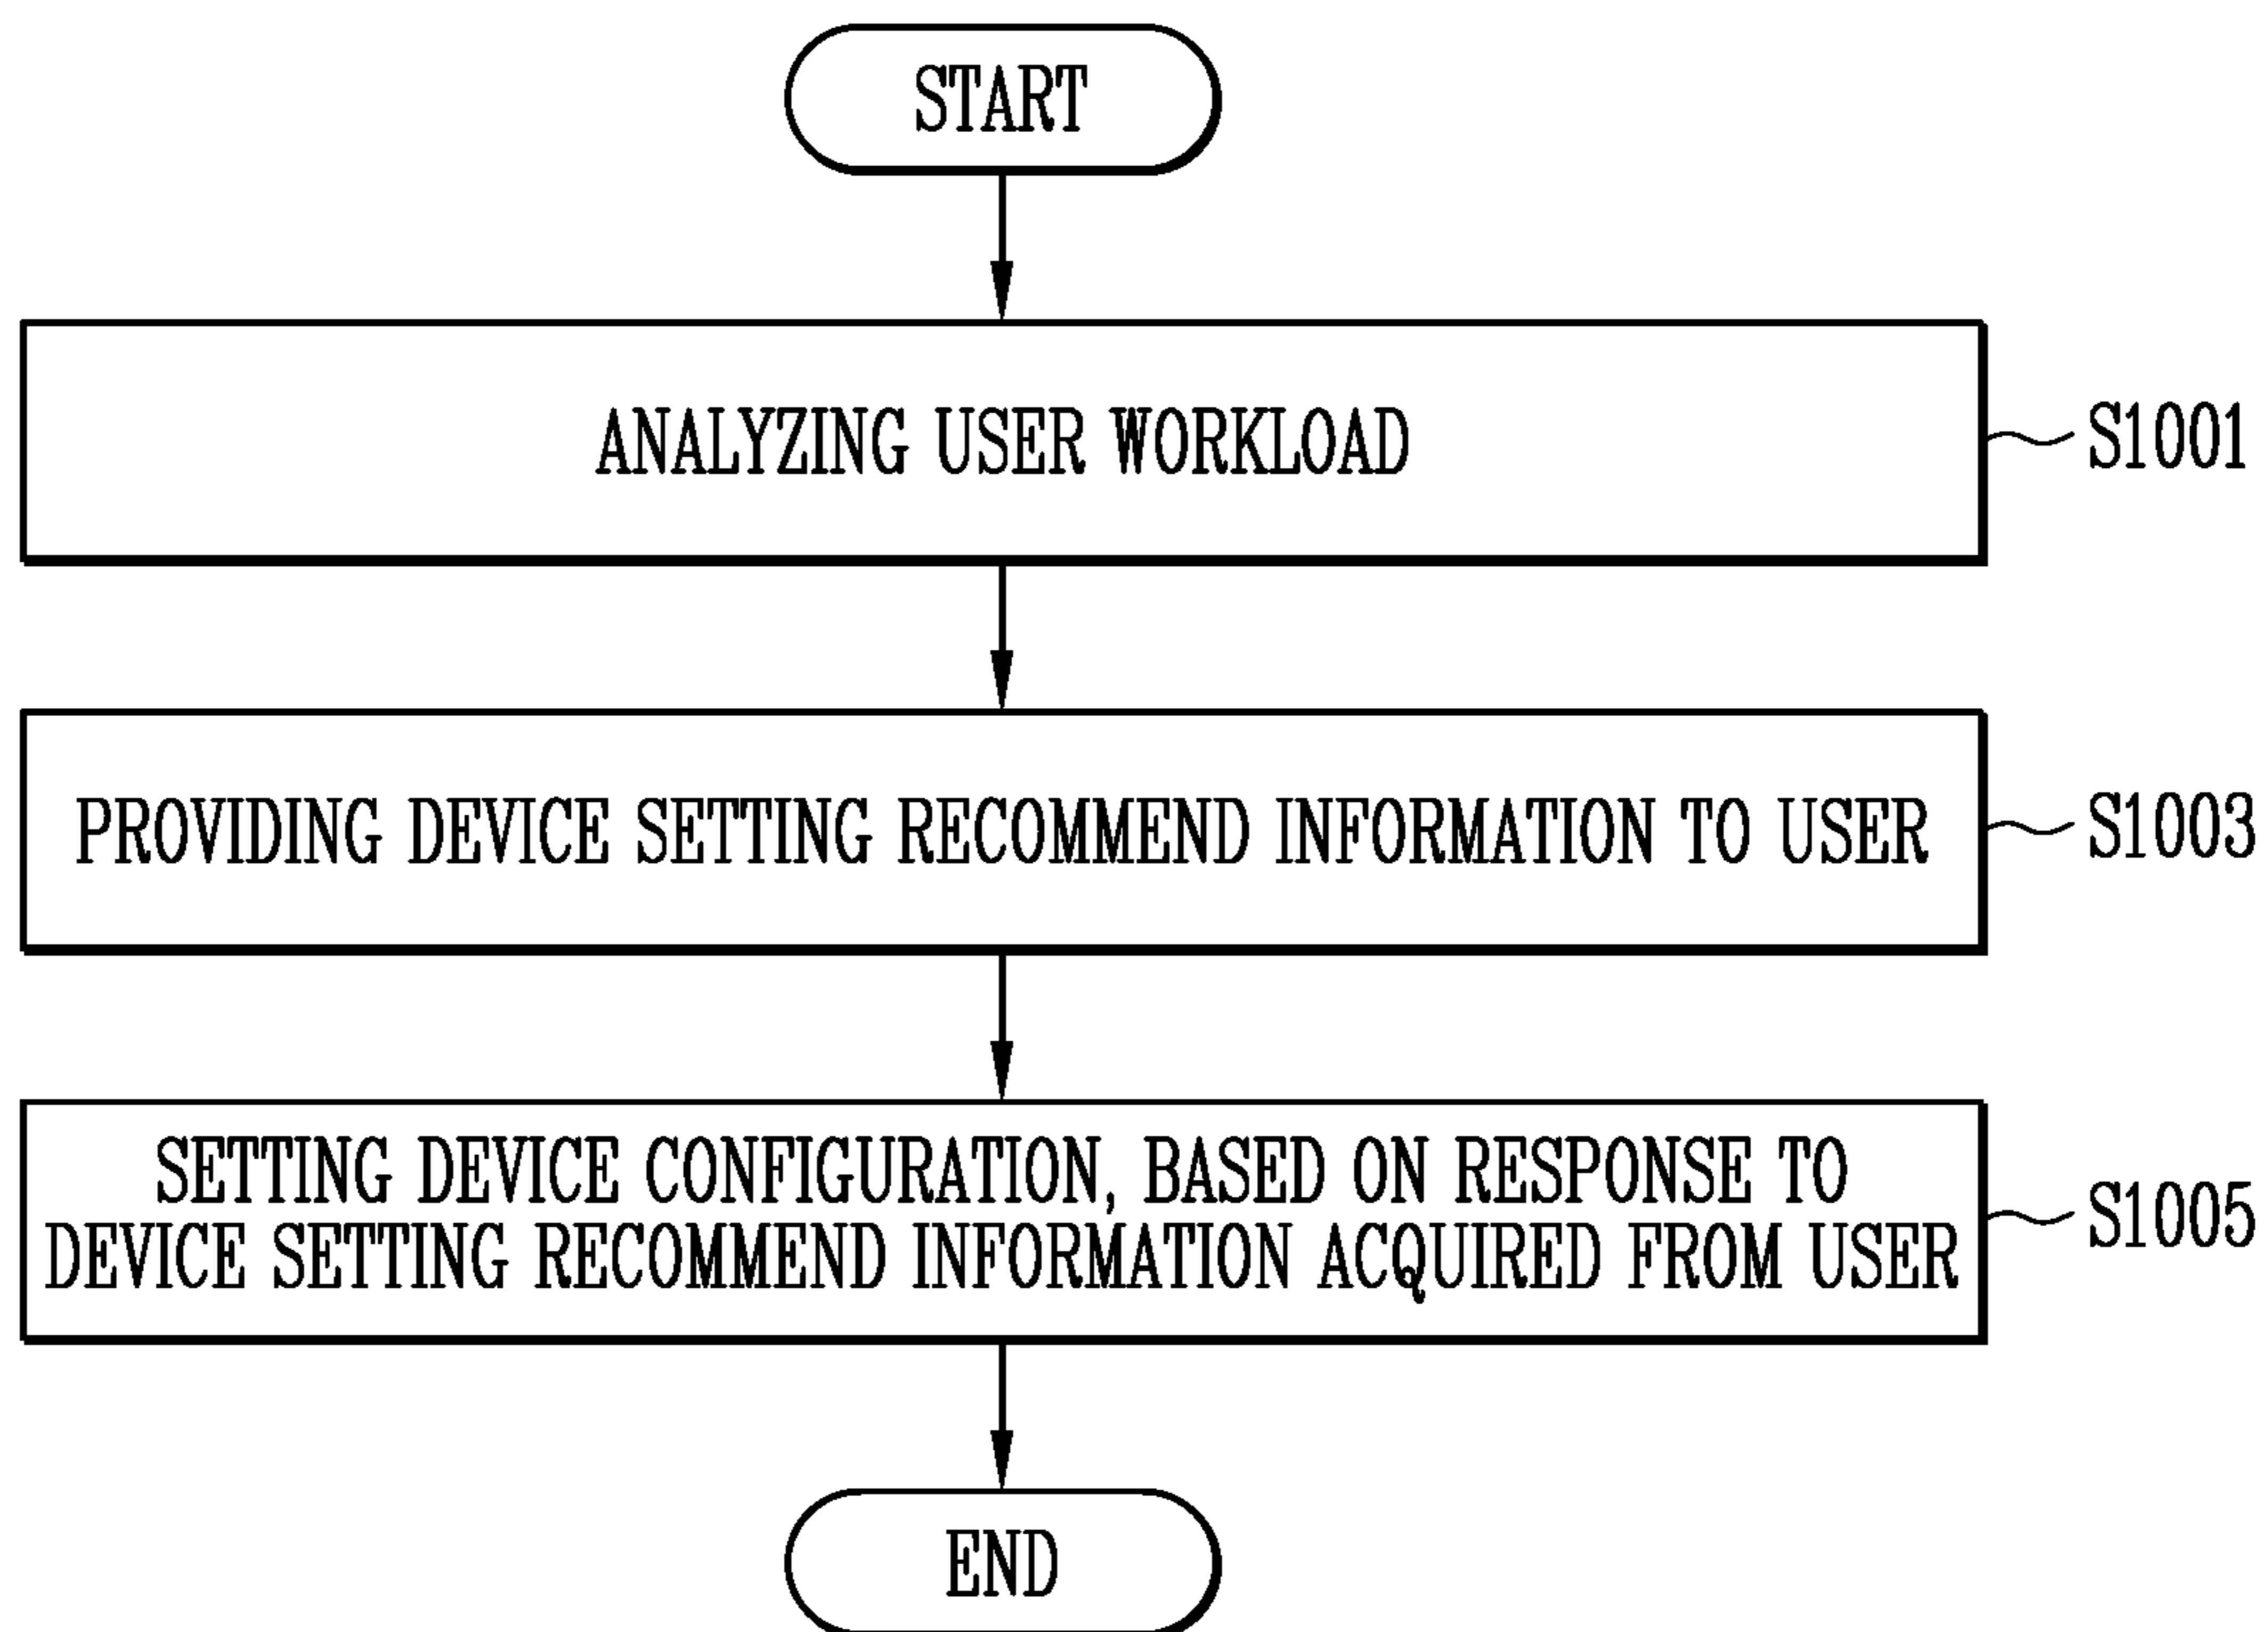 START
ANALYZING USER WORKLOAD
S1001
PROVIDING DEVICE SETTING RECOMMEND INFORMATION TO USER
S1003
SETTING DEVICE CONFIGURATION, BASED ON RESPONSE TO
DEVICE SETTING RECOMMEND INFORMATION ACQUIRED FROM USER
S1005
END